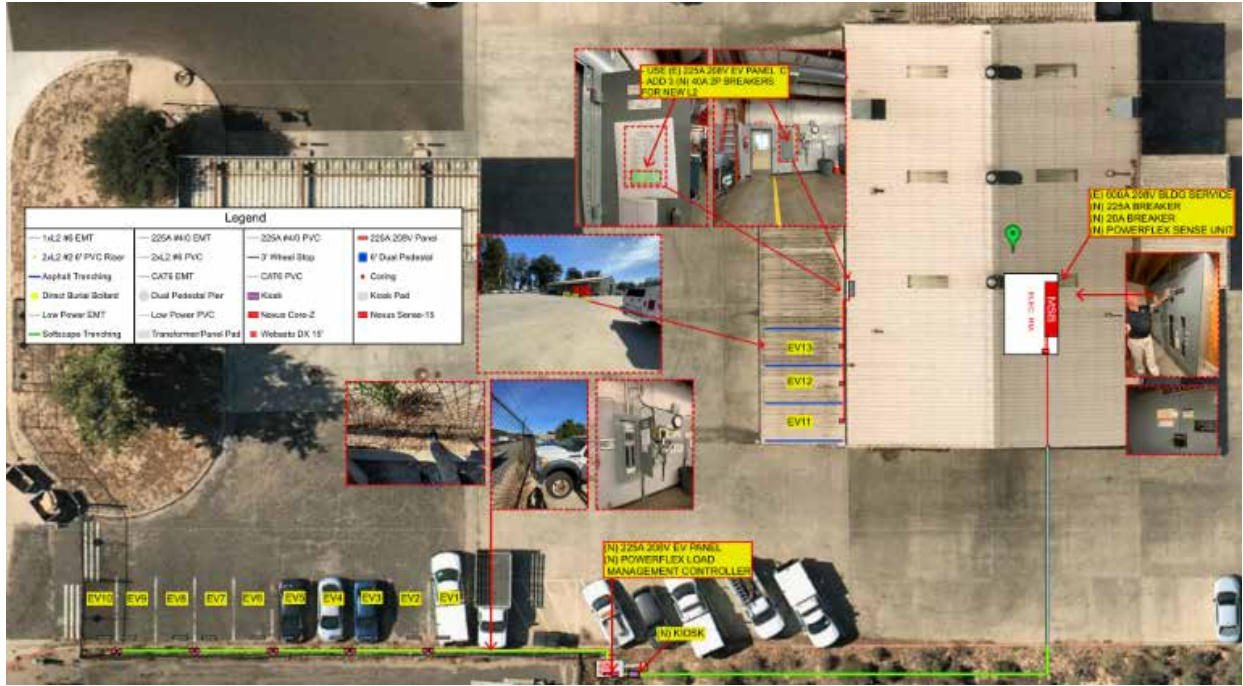 - USE (E) 225A 208V EV PANEL 'C'
- ADD 3 (N) 40A 2P BREAKERS
FOR NEW L2
(E) 600A 208V BLDG SERVICE
(N) 225A BREAKER
(N) 20A BREAKER
(N) POWERFLEX SENSE UNIT
Legend
1xL2 #6 EMT
225A #4/0 EMT
225A #4/0 PVC
225A 208V Panel
2xL2 #2 6' PVC Riser
2xL2 #6 PVC
3' Wheel Stop
6' Dual Pedestal
Asphalt Trenching
CAT6 EMT
CAT6 PVC
Coring
Direct Burial Bollard
Dual Pedestal Pier
Kiosk
Kiosk Pad
Low Power EMT
Low Power PVC
Nexus Core-Z
Nexus Sense-15
Softscape Trenching
Transformer/Panel Pad
Webasto DX 18'
MSB
ELEC. RM.
EV13
EV12
EV11
(N) 225A 208V EV PANEL
(N) POWERFLEX LOAD
MANAGEMENT CONTROLLER
EV10
EV9
EV8
EV7
EV6
EV5
EV4
EV3
EV2
EV1
(N) KIOSK